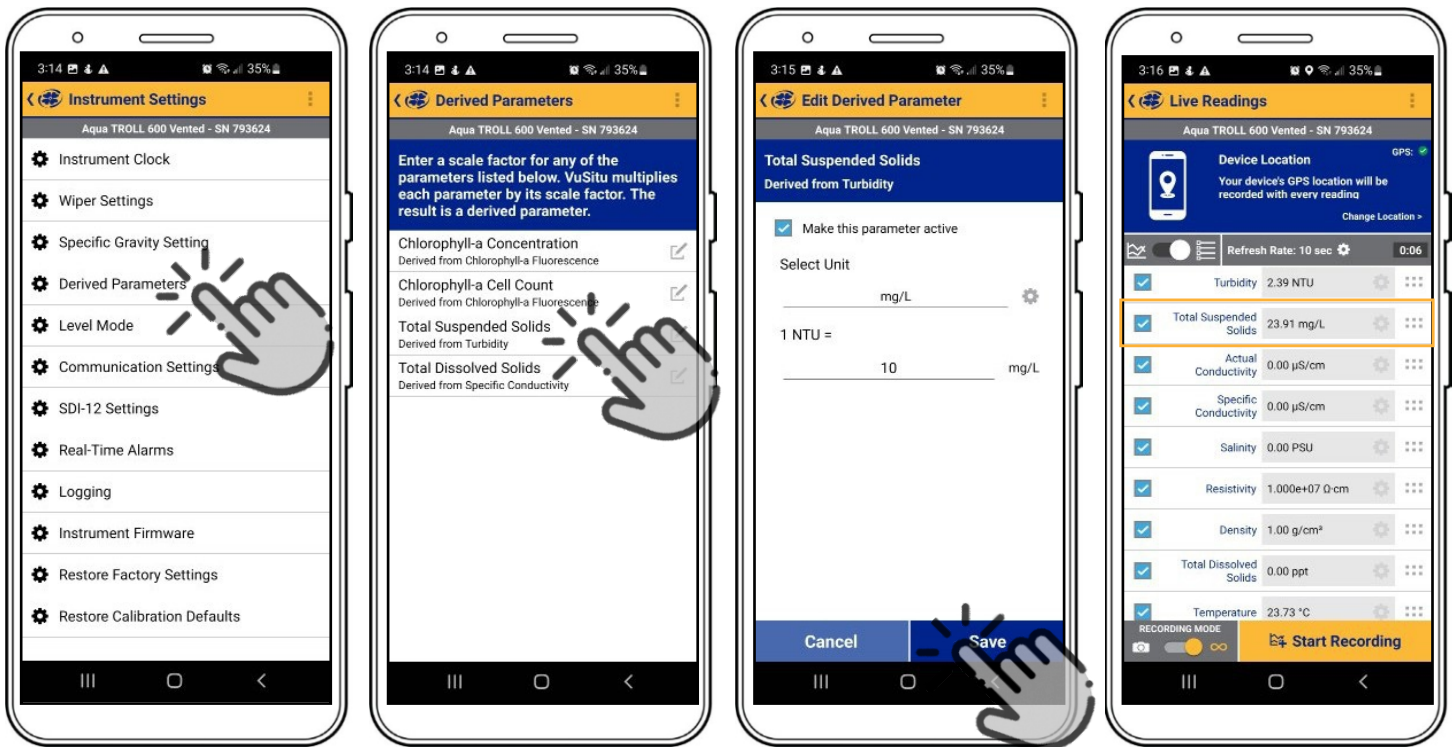 3:14
35%
Instrument Settings
Aqua TROLL 600 Vented - SN 793624
Instrument Clock
Wiper Settings
Specific Gravity Setting
Derived Parameters
Level Mode
Communication Settings
SDI-12 Settings
Real-Time Alarms
Logging
Instrument Firmware
Restore Factory Settings
Restore Calibration Defaults
3:14
35%
Derived Parameters
Aqua TROLL 600 Vented - SN 793624
Enter a scale factor for any of the
parameters listed below. VuSitu multiplies
each parameter by its scale factor. The
result is a derived parameter.
Chlorophyll-a Concentration
Derived from Chlorophyll-a Fluorescence
Chlorophyll-a Cell Count
Derived from Chlorophyll-a Fluorescence
Total Suspended Solids
Derived from Turbidity
Total Dissolved Solids
Derived from Specific Conductivity
3:15
35%
Edit Derived Parameter
Aqua TROLL 600 Vented - SN 793624
Total Suspended Solids
Derived from Turbidity
Make this parameter active
Select Unit
mg/L
1 NTU =
10 mg/L
Cancel Save
3:16
35%
Live Readings
Aqua TROLL 600 Vented - SN 793624
GPS:
Device Location
Your device's GPS location will be
recorded with every reading
Change Location >
Refresh Rate: 10 sec 0:06
Turbidity 2.39 NTU
Total Suspended
Solids 23.91 mg/L
Actual
Conductivity 0.00 µS/cm
Specific
Conductivity 0.00 µS/cm
Salinity 0.00 PSU
Resistivity 1.000e+07 Ω·cm
Density 1.00 g/cm³
Total Dissolved
Solids 0.00 ppt
Temperature 23.73 °C
RECORDING MODE
Start Recording